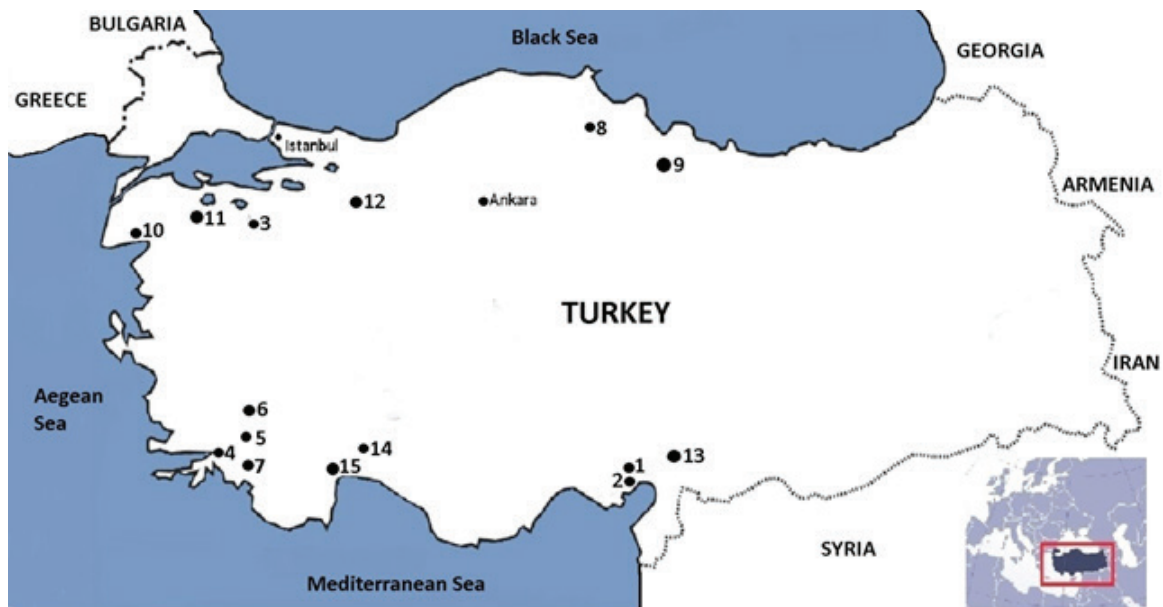 BULGARIA
Black Sea
GEORGIA
GREECE
8
Istanbul
9
ARMENIA
12
Ankara
11
3
10
TURKEY
IRAN
Aegean
Sea
6
5
14
4
13
7
15
1
2
SYRIA
Mediterranean Sea